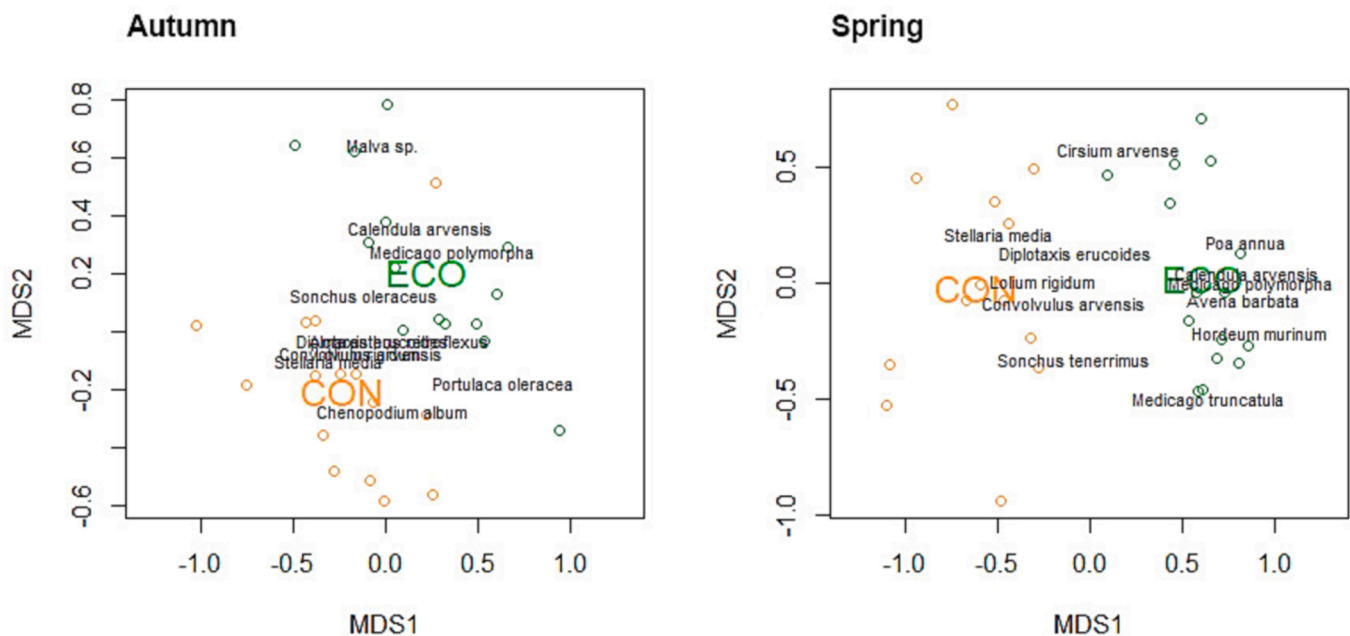 Autumn
0.8
0.6
0.4
0.2
-0.2
-0.6
MDS2
-1.0
-0.5
0.0
0.5
1.0
MDS1
Malva sp.
Calendula arvensis
Medicago polymorpha
ECO
Sonchus oleraceus
Stellaria media
Portulaca oleracea
CON
Chenopodium album
Spring
0.5
0.0
-0.5
-1.0
MDS2
-1.0
-0.5
0.0
0.5
1.0
MDS1
Cirsium arvense
Stellaria media
Poa annua
Diplotaxis erucoides
Calendula arvensis
ECO
Lolium rigidum
Medicago polymorpha
CON
Convolvulus arvensis
Avena barbata
Hordeum murinum
Sonchus tenerrimus
Medicago truncatula